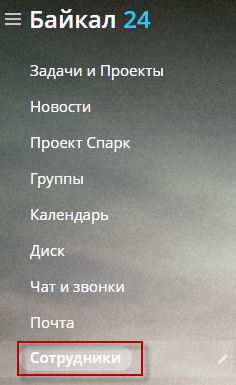 Байкал 24
Задачи и Проекты
Новости
Проект Спарк
Группы
Календарь
Диск
Чат и звонки
Почта
Сотрудники